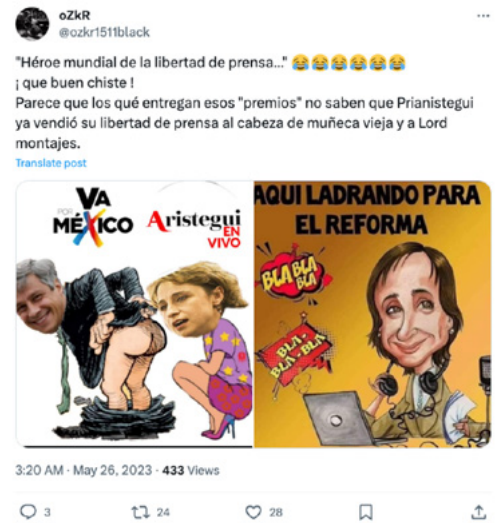 oZkR
@ozkr1511black
"Héroe mundial de la libertad de prensa..." 😂😂😂😂😂😂
¡ que buen chiste !
Parece que los qué entregan esos "premios" no saben que Prianistegui
ya vendió su libertad de prensa al cabeza de muñeca vieja y a Lord
montajes.
Translate post
VA
POR
MÉXICO
Aristegui
EN
VIVO
AQUI LADRANDO PARA
EL REFORMA
BLA BLA
BLA
BLA-
BLA-BLA
3:20 AM · May 26, 2023 · 433 Views
3
24
28